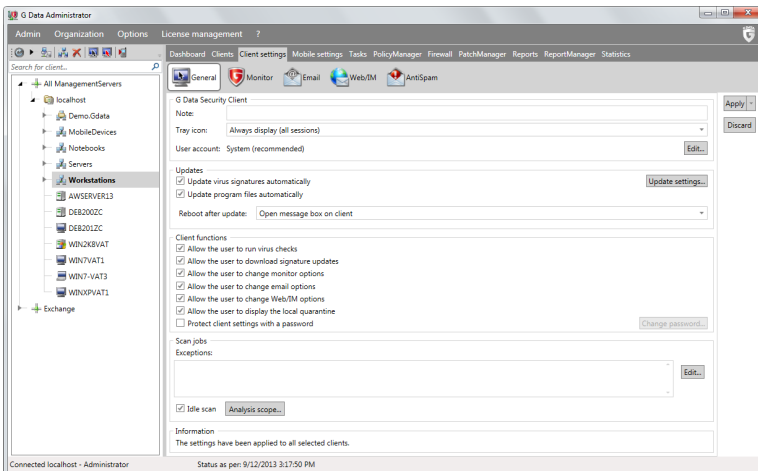 G Data Administrator
Admin Organization Options License management ?
Search for client...
All ManagementServers
localhost
Demo.Gdata
MobileDevices
Notebooks
Servers
Workstations
AWSERVER13
DEB200ZC
DEB201ZC
WIN2K8VAT
WIN7VAT1
WIN7-VAT3
WINXPVAT1
Exchange
Dashboard Clients Client settings Mobile settings Tasks PolicyManager Firewall PatchManager Reports ReportManager Statistics
General Monitor Email Web/IM AntiSpam
G Data Security Client
Note:
Tray icon: Always display (all sessions)
User account: System (recommended) Edit...
Updates
Update virus signatures automatically Update settings...
Update program files automatically
Reboot after update: Open message box on client
Client functions
Allow the user to run virus checks
Allow the user to download signature updates
Allow the user to change monitor options
Allow the user to change email options
Allow the user to change Web/IM options
Allow the user to display the local quarantine
Protect client settings with a password Change password...
Scan jobs
Exceptions:
Edit...
Idle scan Analysis scope...
Information
The settings have been applied to all selected clients.
Apply
Discard
Connected localhost - Administrator Status as per: 9/12/2013 3:17:50 PM